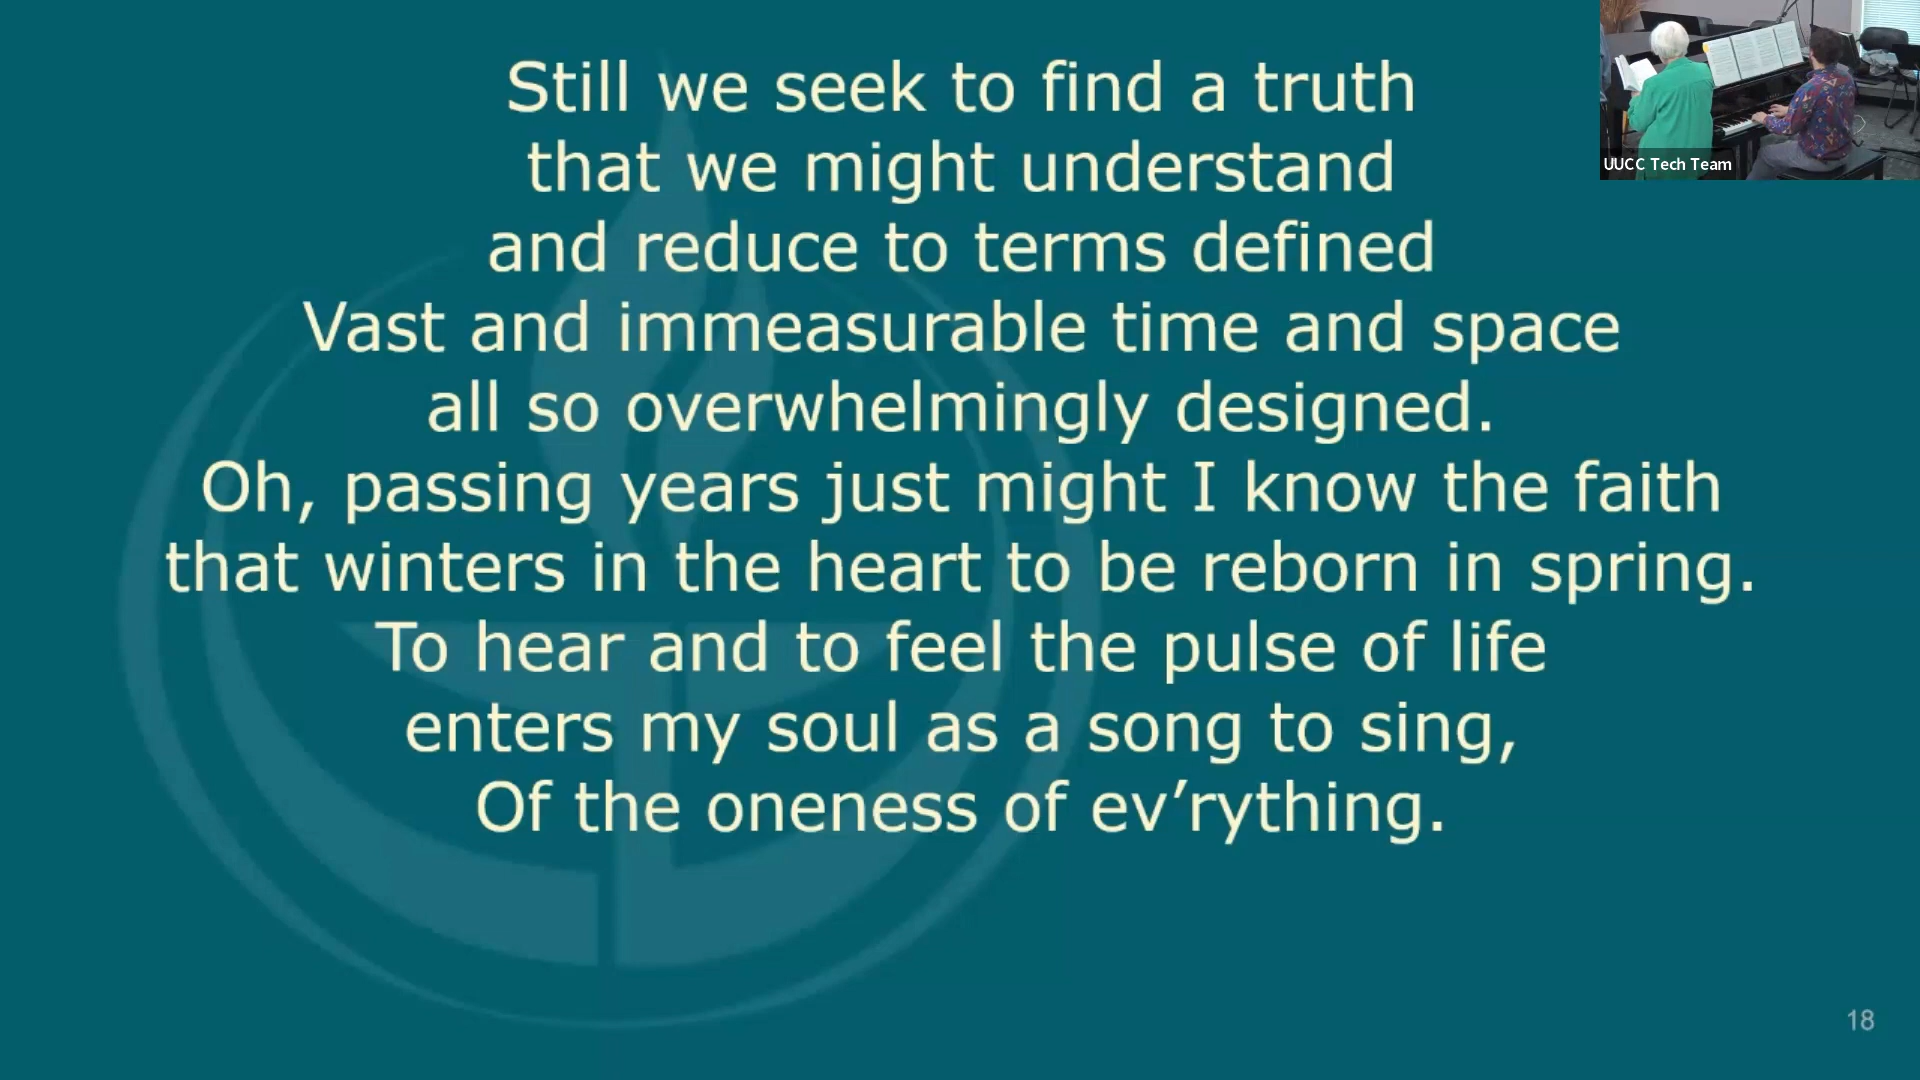 Still we seek to find a truth
that we might understand
and reduce to terms defined
Vast and immeasurable time and space
all so overwhelmingly designed.
Oh, passing years just might I know the faith
that winters in the heart to be reborn in spring.
To hear and to feel the pulse of life
enters my soul as a song to sing,
Of the oneness of ev’rything.
UUCC Tech Team
18